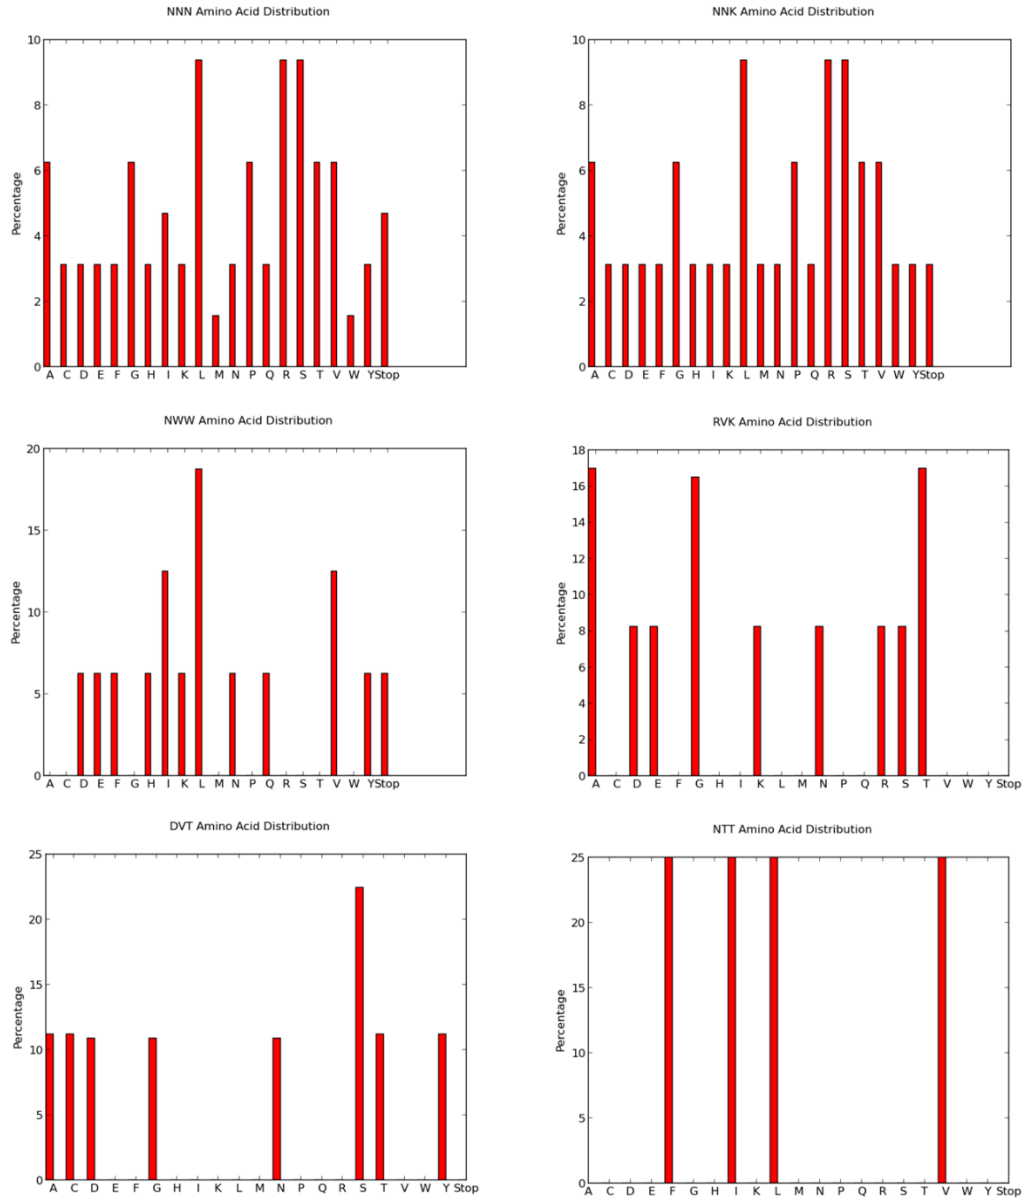 NNN Amino Acid Distribution
10
8
6
4
2
0
Percentage
A C D E F G H I K L M N P Q R S T V W Y Stop
NNK Amino Acid Distribution
10
8
6
4
2
0
Percentage
A C D E F G H I K L M N P Q R S T V W Y Stop
NWW Amino Acid Distribution
20
15
10
5
0
Percentage
A C D E F G H I K L M N P Q R S T V W Y Stop
RVK Amino Acid Distribution
18
16
14
12
10
8
6
4
2
0
Percentage
A C D E F G H I K L M N P Q R S T V W Y Stop
DVT Amino Acid Distribution
25
20
15
10
5
0
Percentage
A C D E F G H I K L M N P Q R S T V W Y Stop
NTT Amino Acid Distribution
25
20
15
10
5
0
Percentage
A C D E F G H I K L M N P Q R S T V W Y Stop